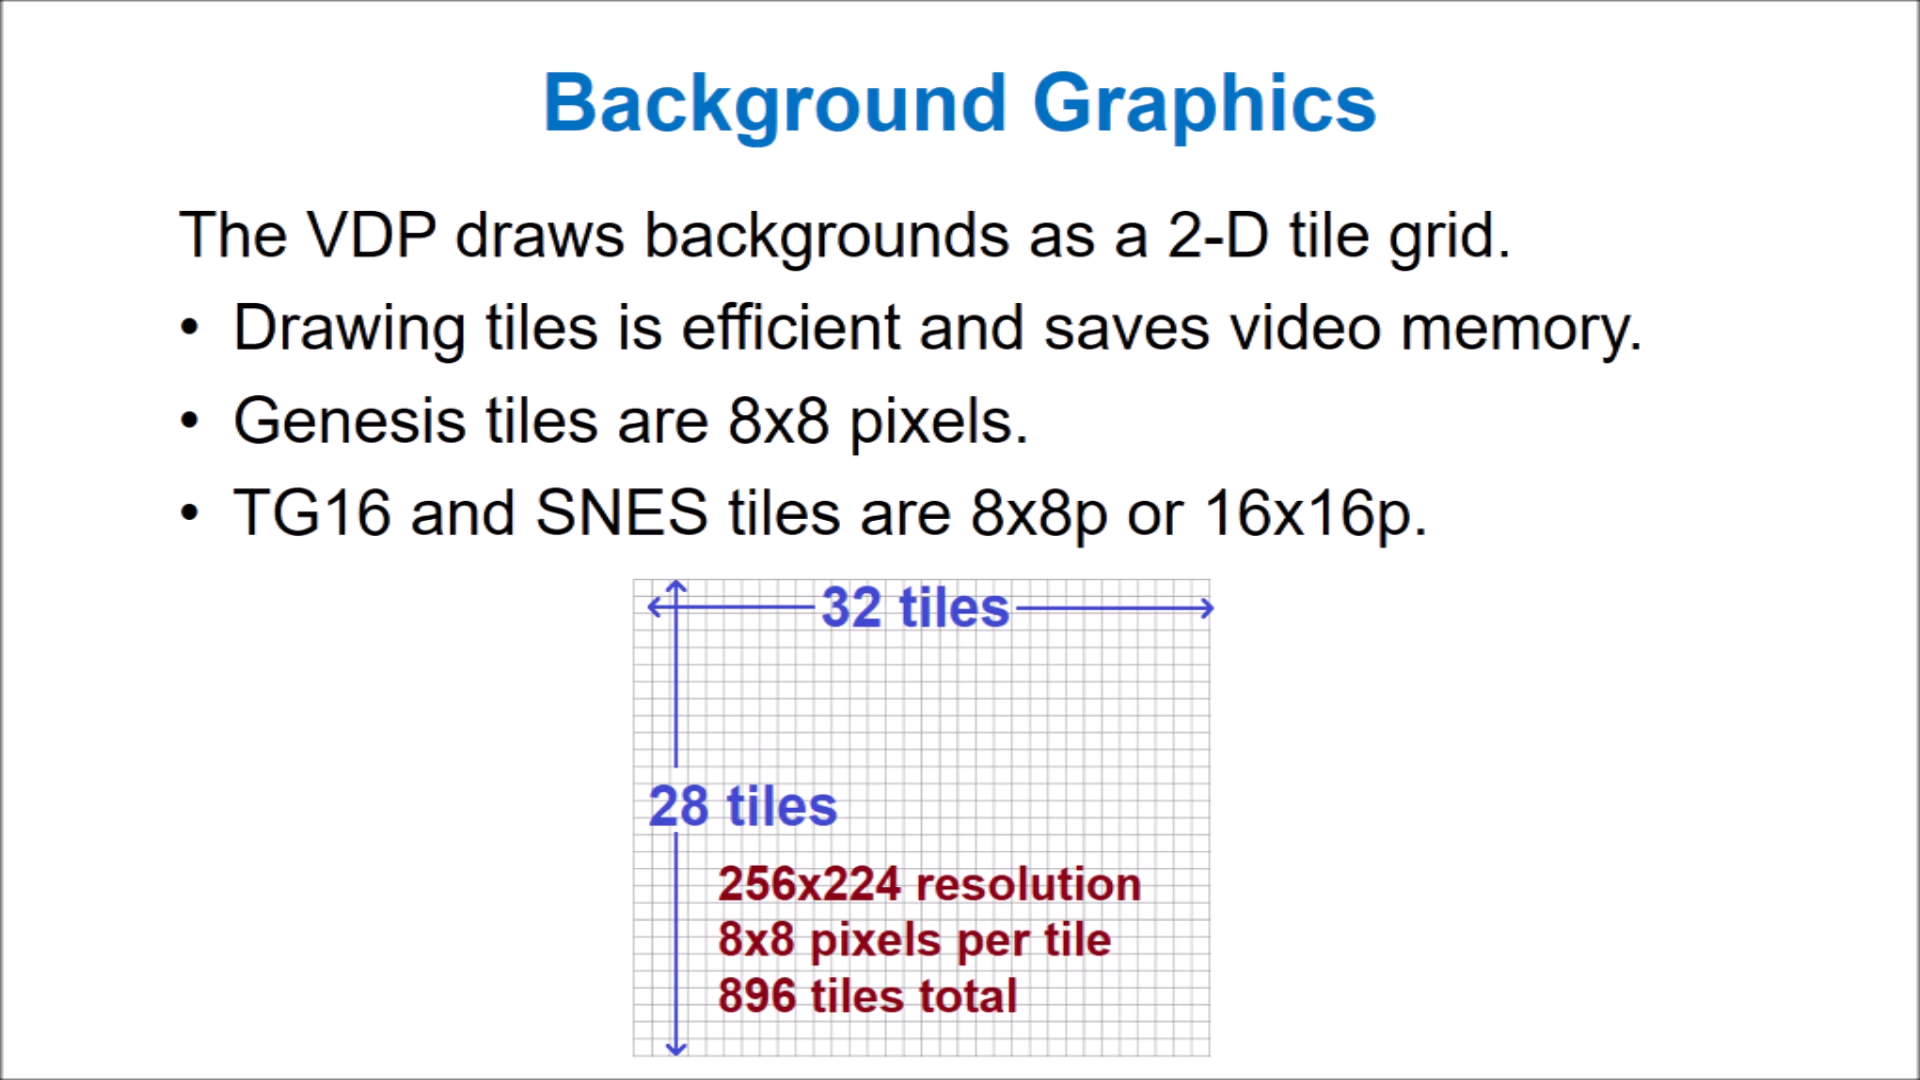 Background Graphics
The VDP draws backgrounds as a 2-D tile grid.
• Drawing tiles is efficient and saves video memory.
• Genesis tiles are 8x8 pixels.
• TG16 and SNES tiles are 8x8p or 16x16p.
32 tiles
28 tiles
256x224 resolution
8x8 pixels per tile
896 tiles total